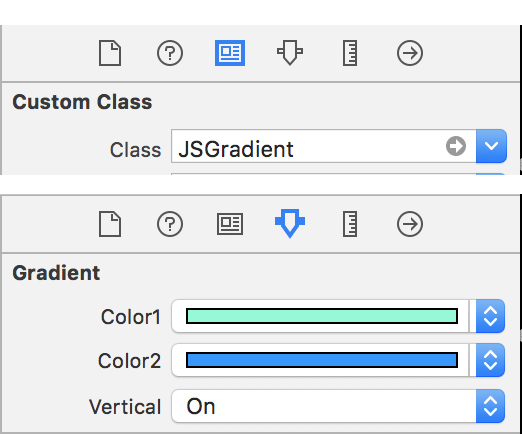 Custom Class
Class JSGradient
Gradient
Color1
Color2
Vertical On